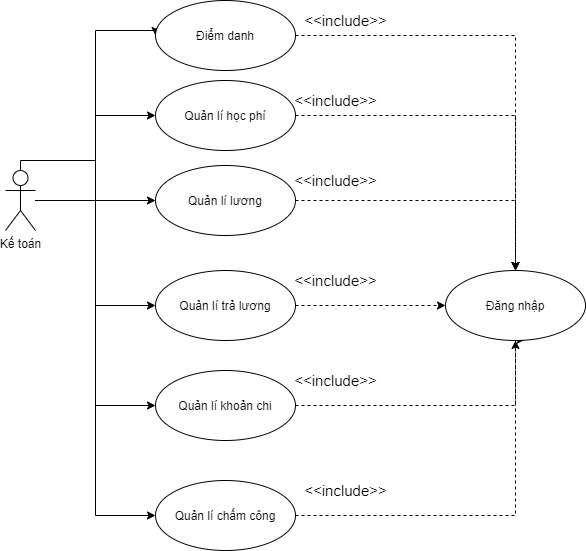 Điểm danh
<<include>>
Quản lí học phí
<<include>>
Kế toán
Quản lí lương
<<include>>
Quản lí trả lương
<<include>>
Đăng nhập
Quản lí khoản chi
<<include>>
Quản lí chấm công
<<include>>